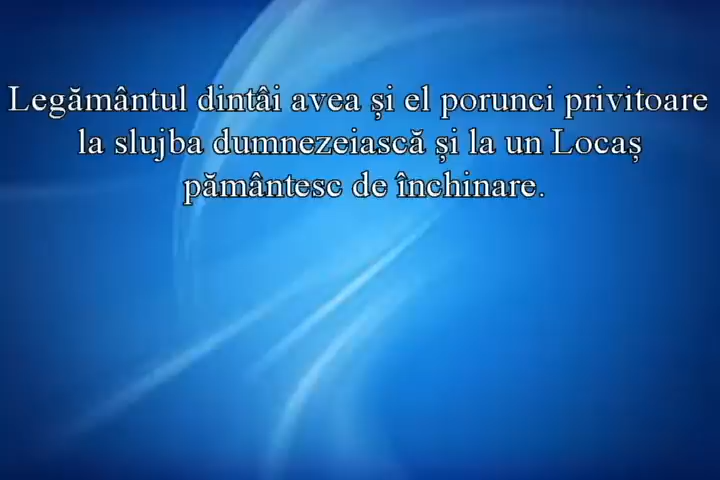 Legământul dintâi avea și el porunci privitoare
la slujba dumnezeiască și la un Locaș
pământesc de închinare.